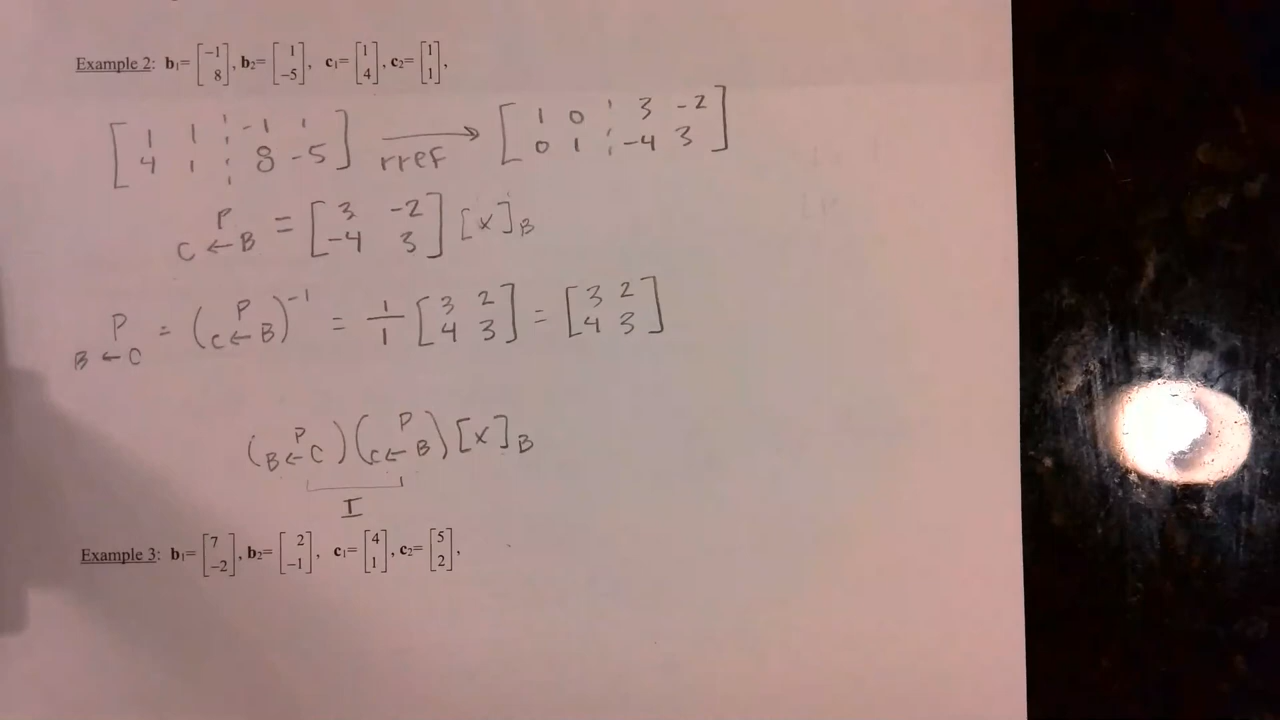 Example 2: b₁= [−1 8], b₂= [1 −5], c₁= [1 4], c₂= [1 1],
[1 1 ¦ -1 1
4 1 ¦ 8 -5] → rref [1 0 ¦ 3 -2
0 1 ¦ -4 3]
P C←B = [3 -2
-4 3] [x]B
P B←C = (P C←B)⁻¹ = 1/1 [3 2
4 3] = [3 2
4 3]
(P B←C)(P C←B)[x]B
I
Example 3: b₁= [7 −2], b₂= [2 −1], c₁= [4 1], c₂= [5 2],